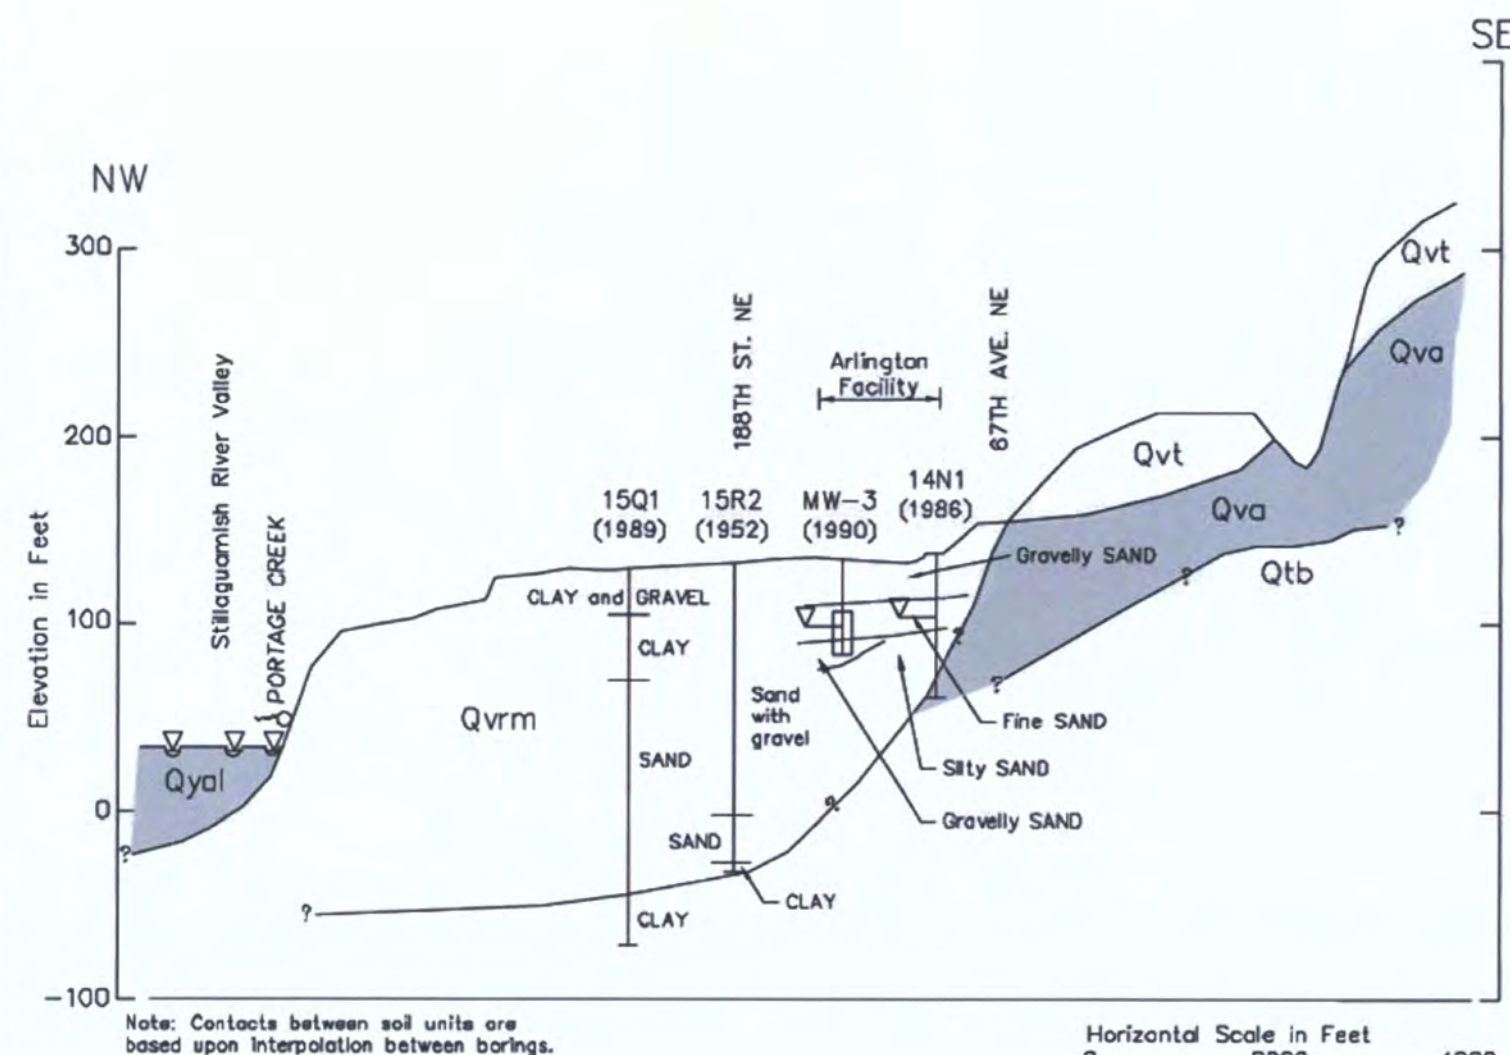 SE
NW
300
200
100
0
-100
Elevation in Feet
Stillaguamish River Valley
PORTAGE CREEK
188TH ST. NE
Arlington
Facility
67TH AVE. NE
15Q1
(1989)
15R2
(1952)
MW-3
(1990)
14N1
(1986)
Qvt
Qva
Qvt
Qva
Qtb
Gravelly SAND
CLAY and GRAVEL
CLAY
Qvrm
SAND
Sand
with
gravel
SAND
CLAY
CLAY
Fine SAND
Silty SAND
Gravelly SAND
Qyal
?
?
?
?
?
?
?
Note: Contacts between soil units are
based upon interpolation between borings.
Horizontal Scale in Feet